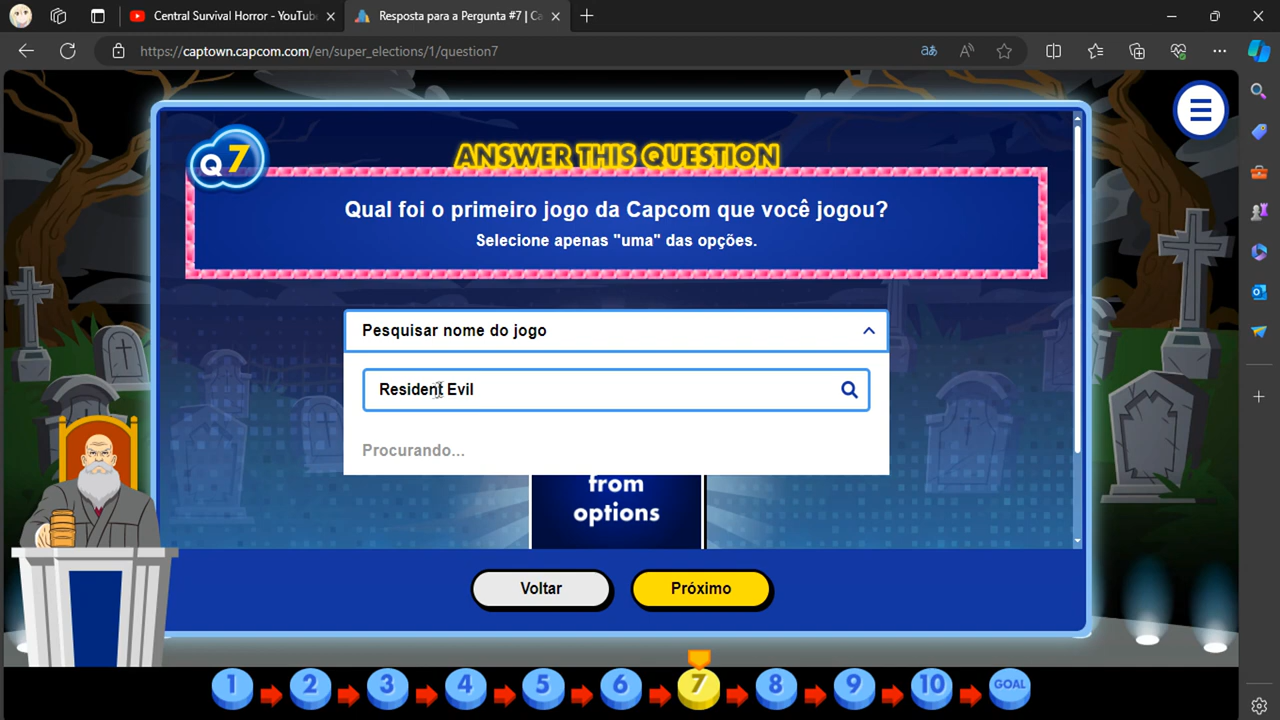 Central Survival Horror - YouTube
Resposta para a Pergunta #7 | Ca
https://captown.capcom.com/en/super_elections/1/question7
Q7
ANSWER THIS QUESTION
Qual foi o primeiro jogo da Capcom que você jogou?
Selecione apenas "uma" das opções.
Pesquisar nome do jogo
Resident Evil
Procurando...
from
options
Voltar
Próximo
1 2 3 4 5 6 7 8 9 10 GOAL